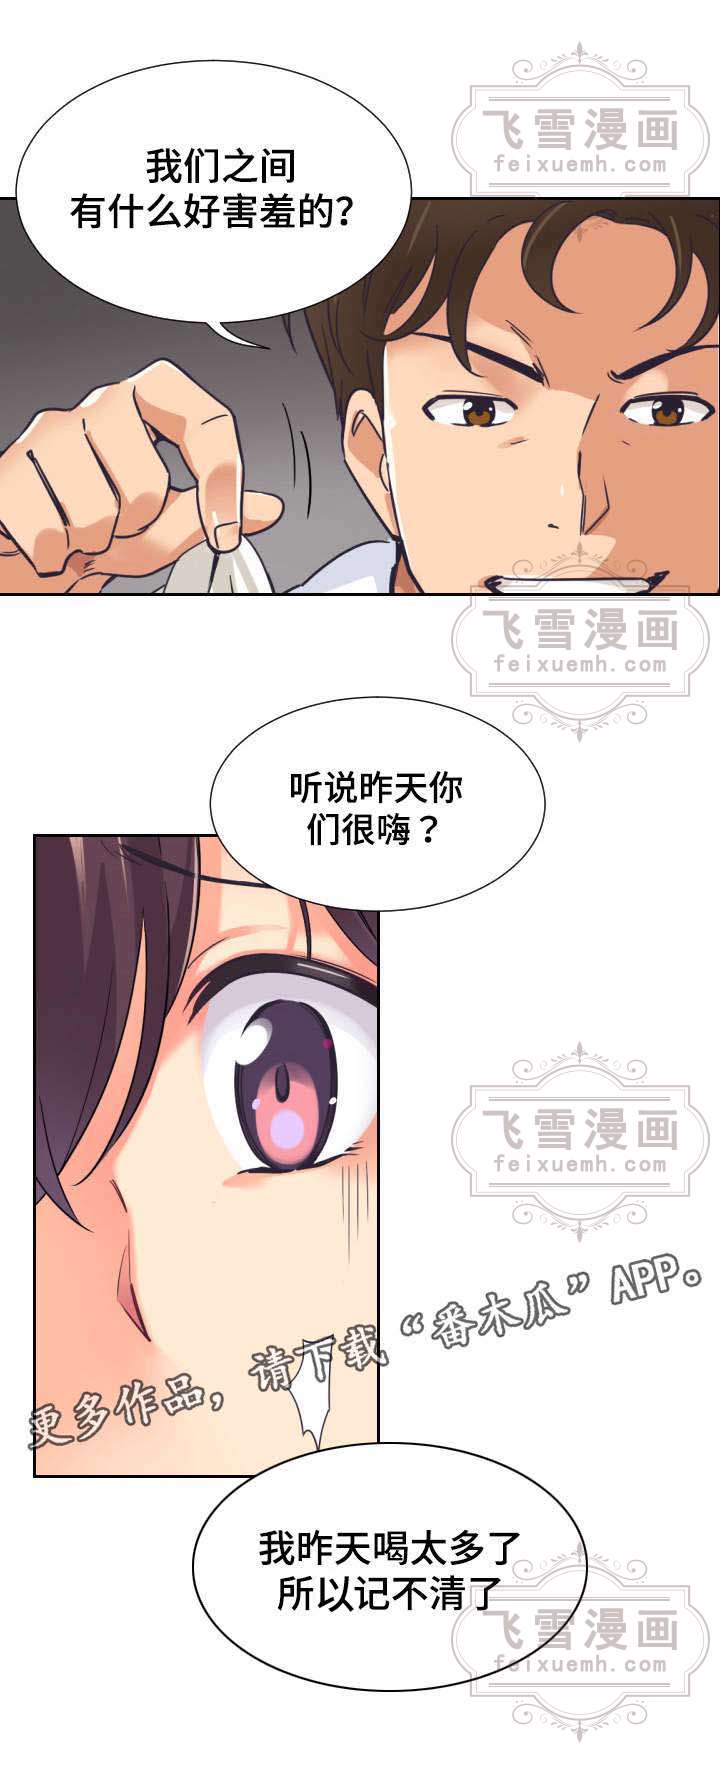 飞雪漫画
feixuemh.com
我们之间
有什么好害羞的?
飞雪漫画
feixuemh.com
听说昨天你
们很嗨？
飞雪漫画
feixuemh.com
更多作品，请下载“番木瓜”APP。
我昨天喝太多了
所以记不清了
飞雪漫画
feixuemh.com